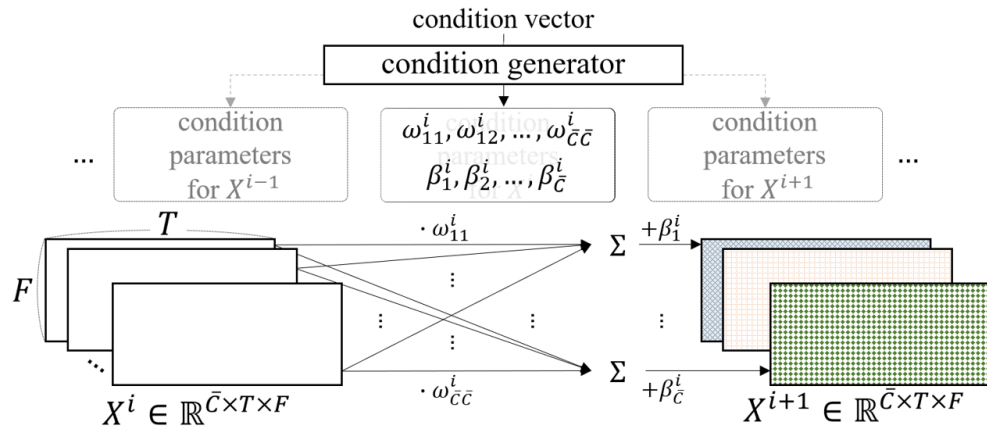 condition vector
condition generator
condition
parameters
for X^{i-1}
ω^i_{11}, ω^i_{12}, ..., ω^i_{C̄C̄}
β^i_1, β^i_2, ..., β^i_{C̄}
condition
parameters
for X^{i+1}
...
...
T
F
· ω^i_{11}
⋮
⋮
⋮
⋮
· ω^i_{C̄C̄}
Σ
Σ
+β^i_1
⋮
+β^i_{C̄}
...
X^i ∈ ℝ^{C̄×T×F}
X^{i+1} ∈ ℝ^{C̄×T×F}